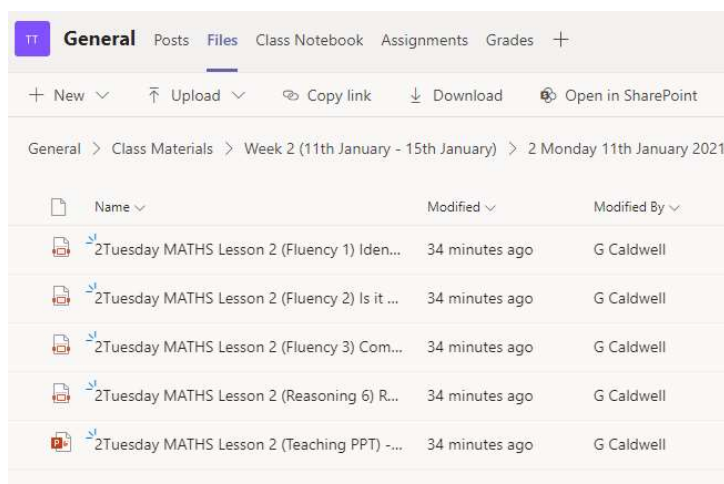 TT General Posts Files Class Notebook Assignments Grades +
+ New Upload Copy link Download Open in SharePoint
General > Class Materials > Week 2 (11th January - 15th January) > 2 Monday 11th January 2021
Name Modified Modified By
2Tuesday MATHS Lesson 2 (Fluency 1) Iden... 34 minutes ago G Caldwell
2Tuesday MATHS Lesson 2 (Fluency 2) Is it ... 34 minutes ago G Caldwell
2Tuesday MATHS Lesson 2 (Fluency 3) Com... 34 minutes ago G Caldwell
2Tuesday MATHS Lesson 2 (Reasoning 6) R... 34 minutes ago G Caldwell
2Tuesday MATHS Lesson 2 (Teaching PPT) -... 34 minutes ago G Caldwell